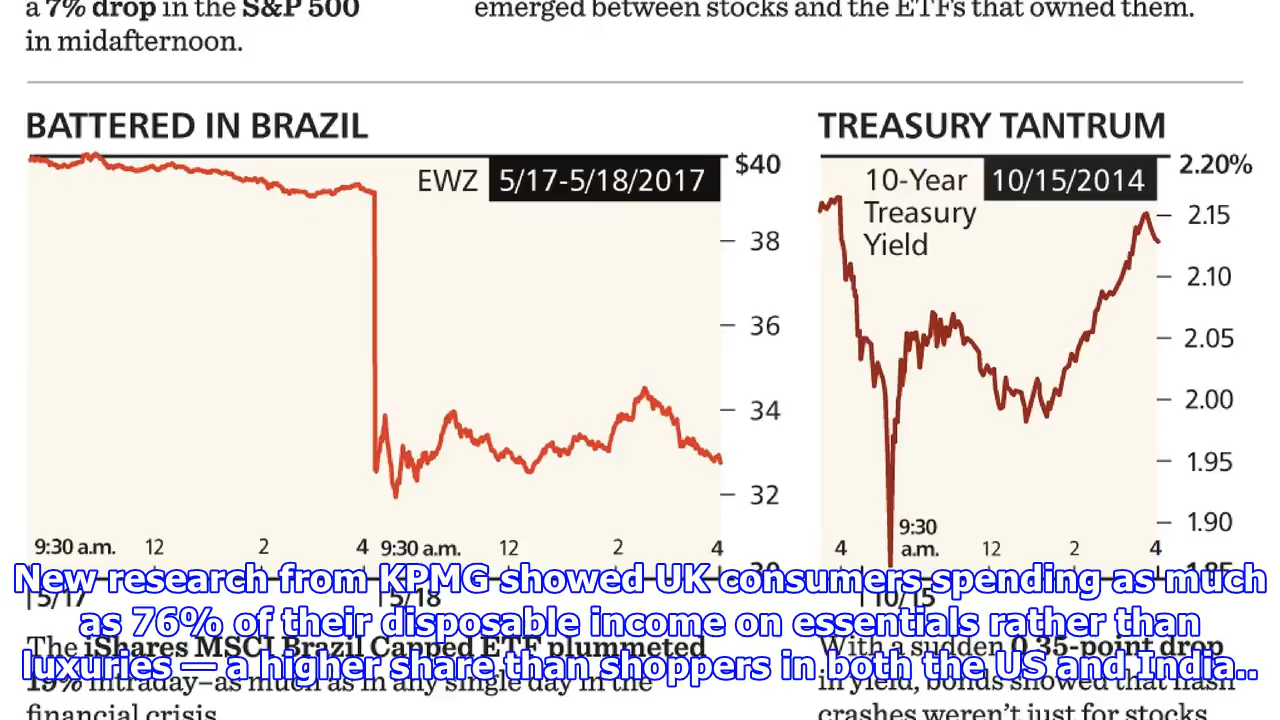 a 7% drop in the S&P 500
in midafternoon.
emerged between stocks and the ETFs that owned them.
BATTERED IN BRAZIL
EWZ 5/17-5/18/2017
$40
38
36
34
32
30
9:30 a.m. 12 2 4 9:30 a.m. 12 2 4
5/17 5/18
The iShares MSCI Brazil Capped ETF plummeted
19% intraday–as much as in any single day in the
financial crisis.
TREASURY TANTRUM
10-Year
Treasury
Yield
10/15/2014
2.20%
2.15
2.10
2.05
2.00
1.95
1.90
1.85
4 9:30 a.m. 12 2 4
10/15
With a sudden 0.35-point drop
in yield, bonds showed that flash
crashes weren't just for stocks.
New research from KPMG showed UK consumers spending as much
as 76% of their disposable income on essentials rather than
luxuries — a higher share than shoppers in both the US and India..